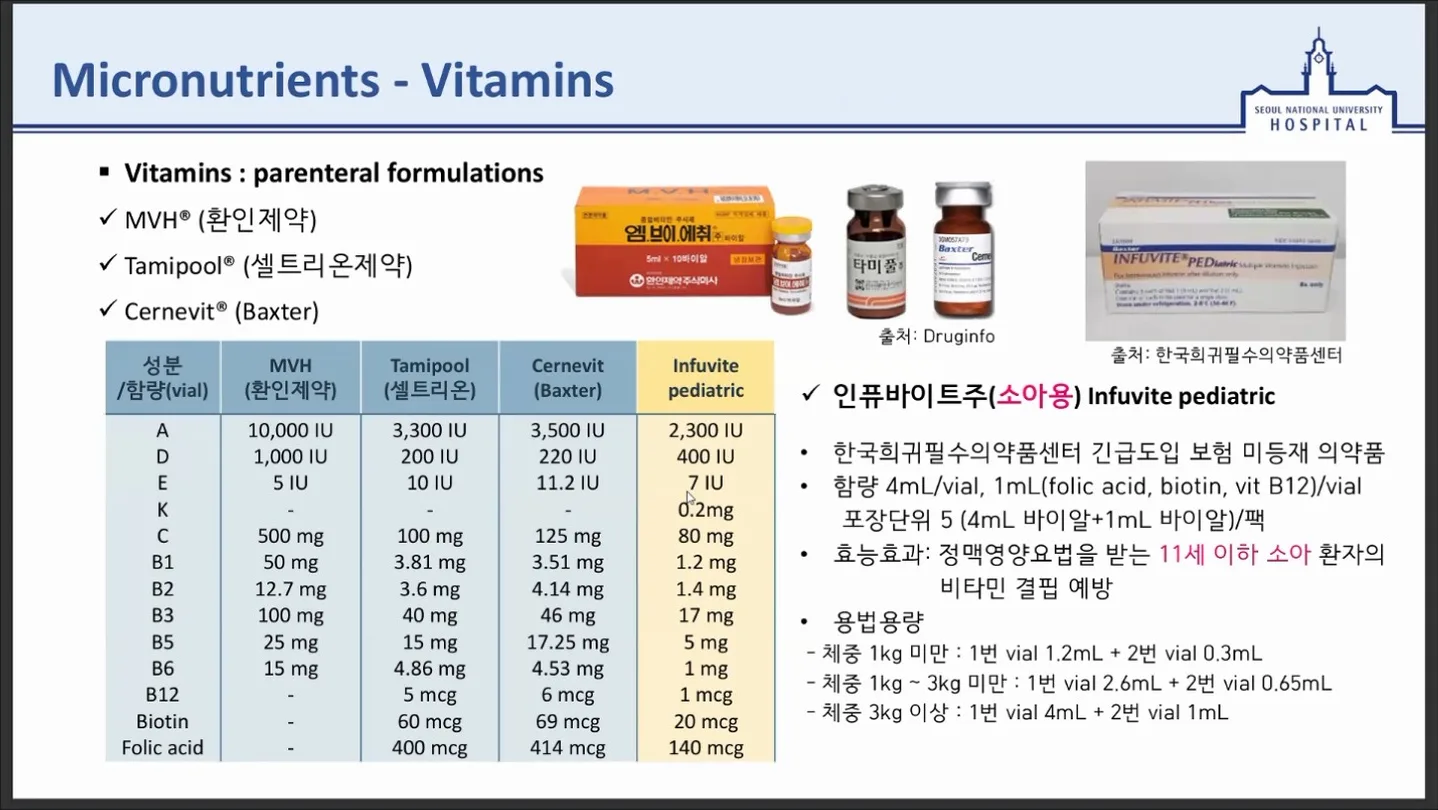 Micronutrients - Vitamins
SEOUL NATIONAL UNIVERSITY
HOSPITAL
▪ Vitamins : parenteral formulations
✓ MVH® (환인제약)
✓ Tamipool® (셀트리온제약)
✓ Cernevit® (Baxter)
M V H
엠.브이.에취
5ml × 10바이알
환인제약주식회사
타미풀
Baxter
Cerne
출처: Druginfo
Baxter
INFUVITE® PEDiatric
Rx only
출처: 한국희귀필수의약품센터
성분 /함량(vial) | MVH (환인제약) | Tamipool (셀트리온) | Cernevit (Baxter) | Infuvite pediatric
A | 10,000 IU | 3,300 IU | 3,500 IU | 2,300 IU
D | 1,000 IU | 200 IU | 220 IU | 400 IU
E | 5 IU | 10 IU | 11.2 IU | 7 IU
K | - | - | - | 0.2mg
C | 500 mg | 100 mg | 125 mg | 80 mg
B1 | 50 mg | 3.81 mg | 3.51 mg | 1.2 mg
B2 | 12.7 mg | 3.6 mg | 4.14 mg | 1.4 mg
B3 | 100 mg | 40 mg | 46 mg | 17 mg
B5 | 25 mg | 15 mg | 17.25 mg | 5 mg
B6 | 15 mg | 4.86 mg | 4.53 mg | 1 mg
B12 | - | 5 mcg | 6 mcg | 1 mcg
Biotin | - | 60 mcg | 69 mcg | 20 mcg
Folic acid | - | 400 mcg | 414 mcg | 140 mcg
✓ 인퓨바이트주(소아용) Infuvite pediatric
• 한국희귀필수의약품센터 긴급도입 보험 미등재 의약품
• 함량 4mL/vial, 1mL(folic acid, biotin, vit B12)/vial
포장단위 5 (4mL 바이알+1mL 바이알)/팩
• 효능효과: 정맥영양요법을 받는 11세 이하 소아 환자의
비타민 결핍 예방
• 용법용량
- 체중 1kg 미만 : 1번 vial 1.2mL + 2번 vial 0.3mL
- 체중 1kg ~ 3kg 미만 : 1번 vial 2.6mL + 2번 vial 0.65mL
- 체중 3kg 이상 : 1번 vial 4mL + 2번 vial 1mL